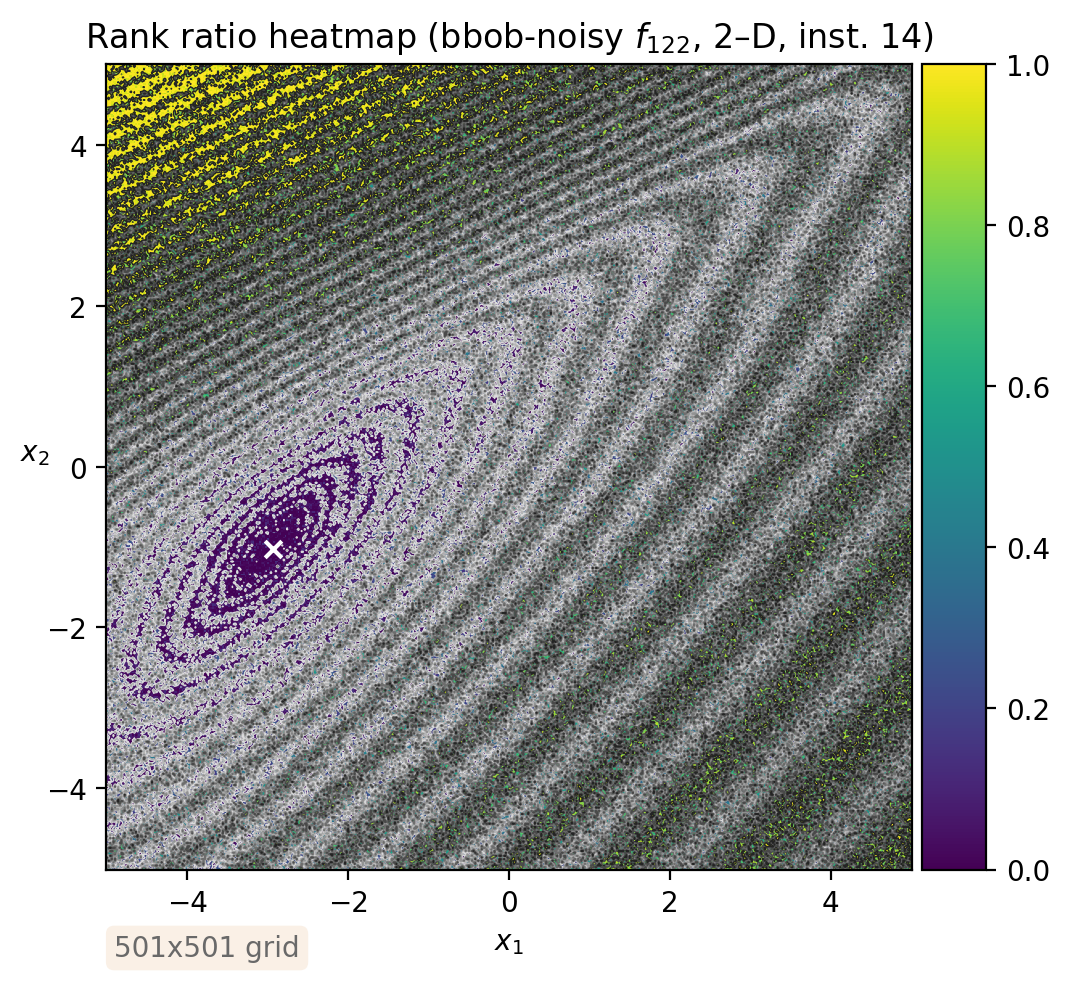 Rank ratio heatmap (bbob-noisy f₁₂₂, 2–D, inst. 14)
1.0
4
0.8
2
0.6
x₂ 0
0.4
−2
0.2
−4
0.0
−4 −2 0 2 4
x₁
501x501 grid